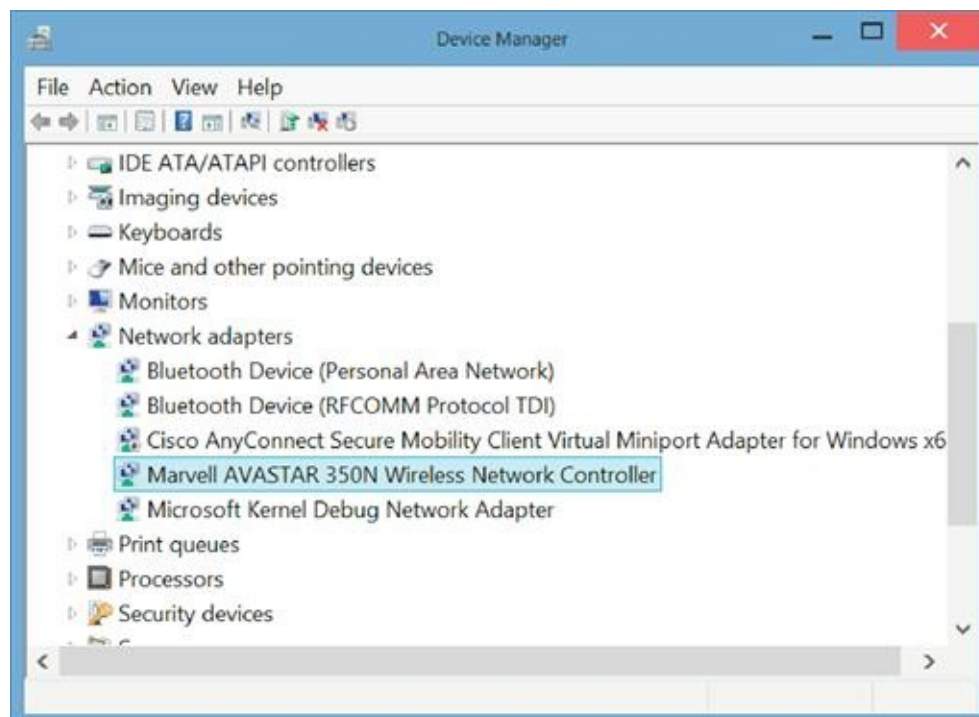 Device Manager
File Action View Help
IDE ATA/ATAPI controllers
Imaging devices
Keyboards
Mice and other pointing devices
Monitors
Network adapters
Bluetooth Device (Personal Area Network)
Bluetooth Device (RFCOMM Protocol TDI)
Cisco AnyConnect Secure Mobility Client Virtual Miniport Adapter for Windows x6
Marvell AVASTAR 350N Wireless Network Controller
Microsoft Kernel Debug Network Adapter
Print queues
Processors
Security devices